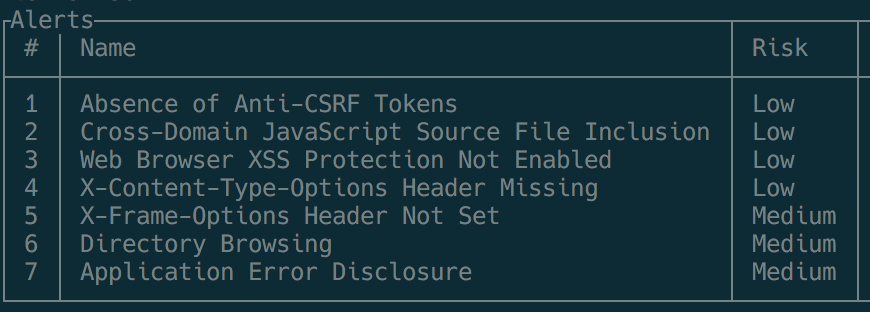 Alerts
# Name Risk
1 Absence of Anti-CSRF Tokens Low
2 Cross-Domain JavaScript Source File Inclusion Low
3 Web Browser XSS Protection Not Enabled Low
4 X-Content-Type-Options Header Missing Low
5 X-Frame-Options Header Not Set Medium
6 Directory Browsing Medium
7 Application Error Disclosure Medium